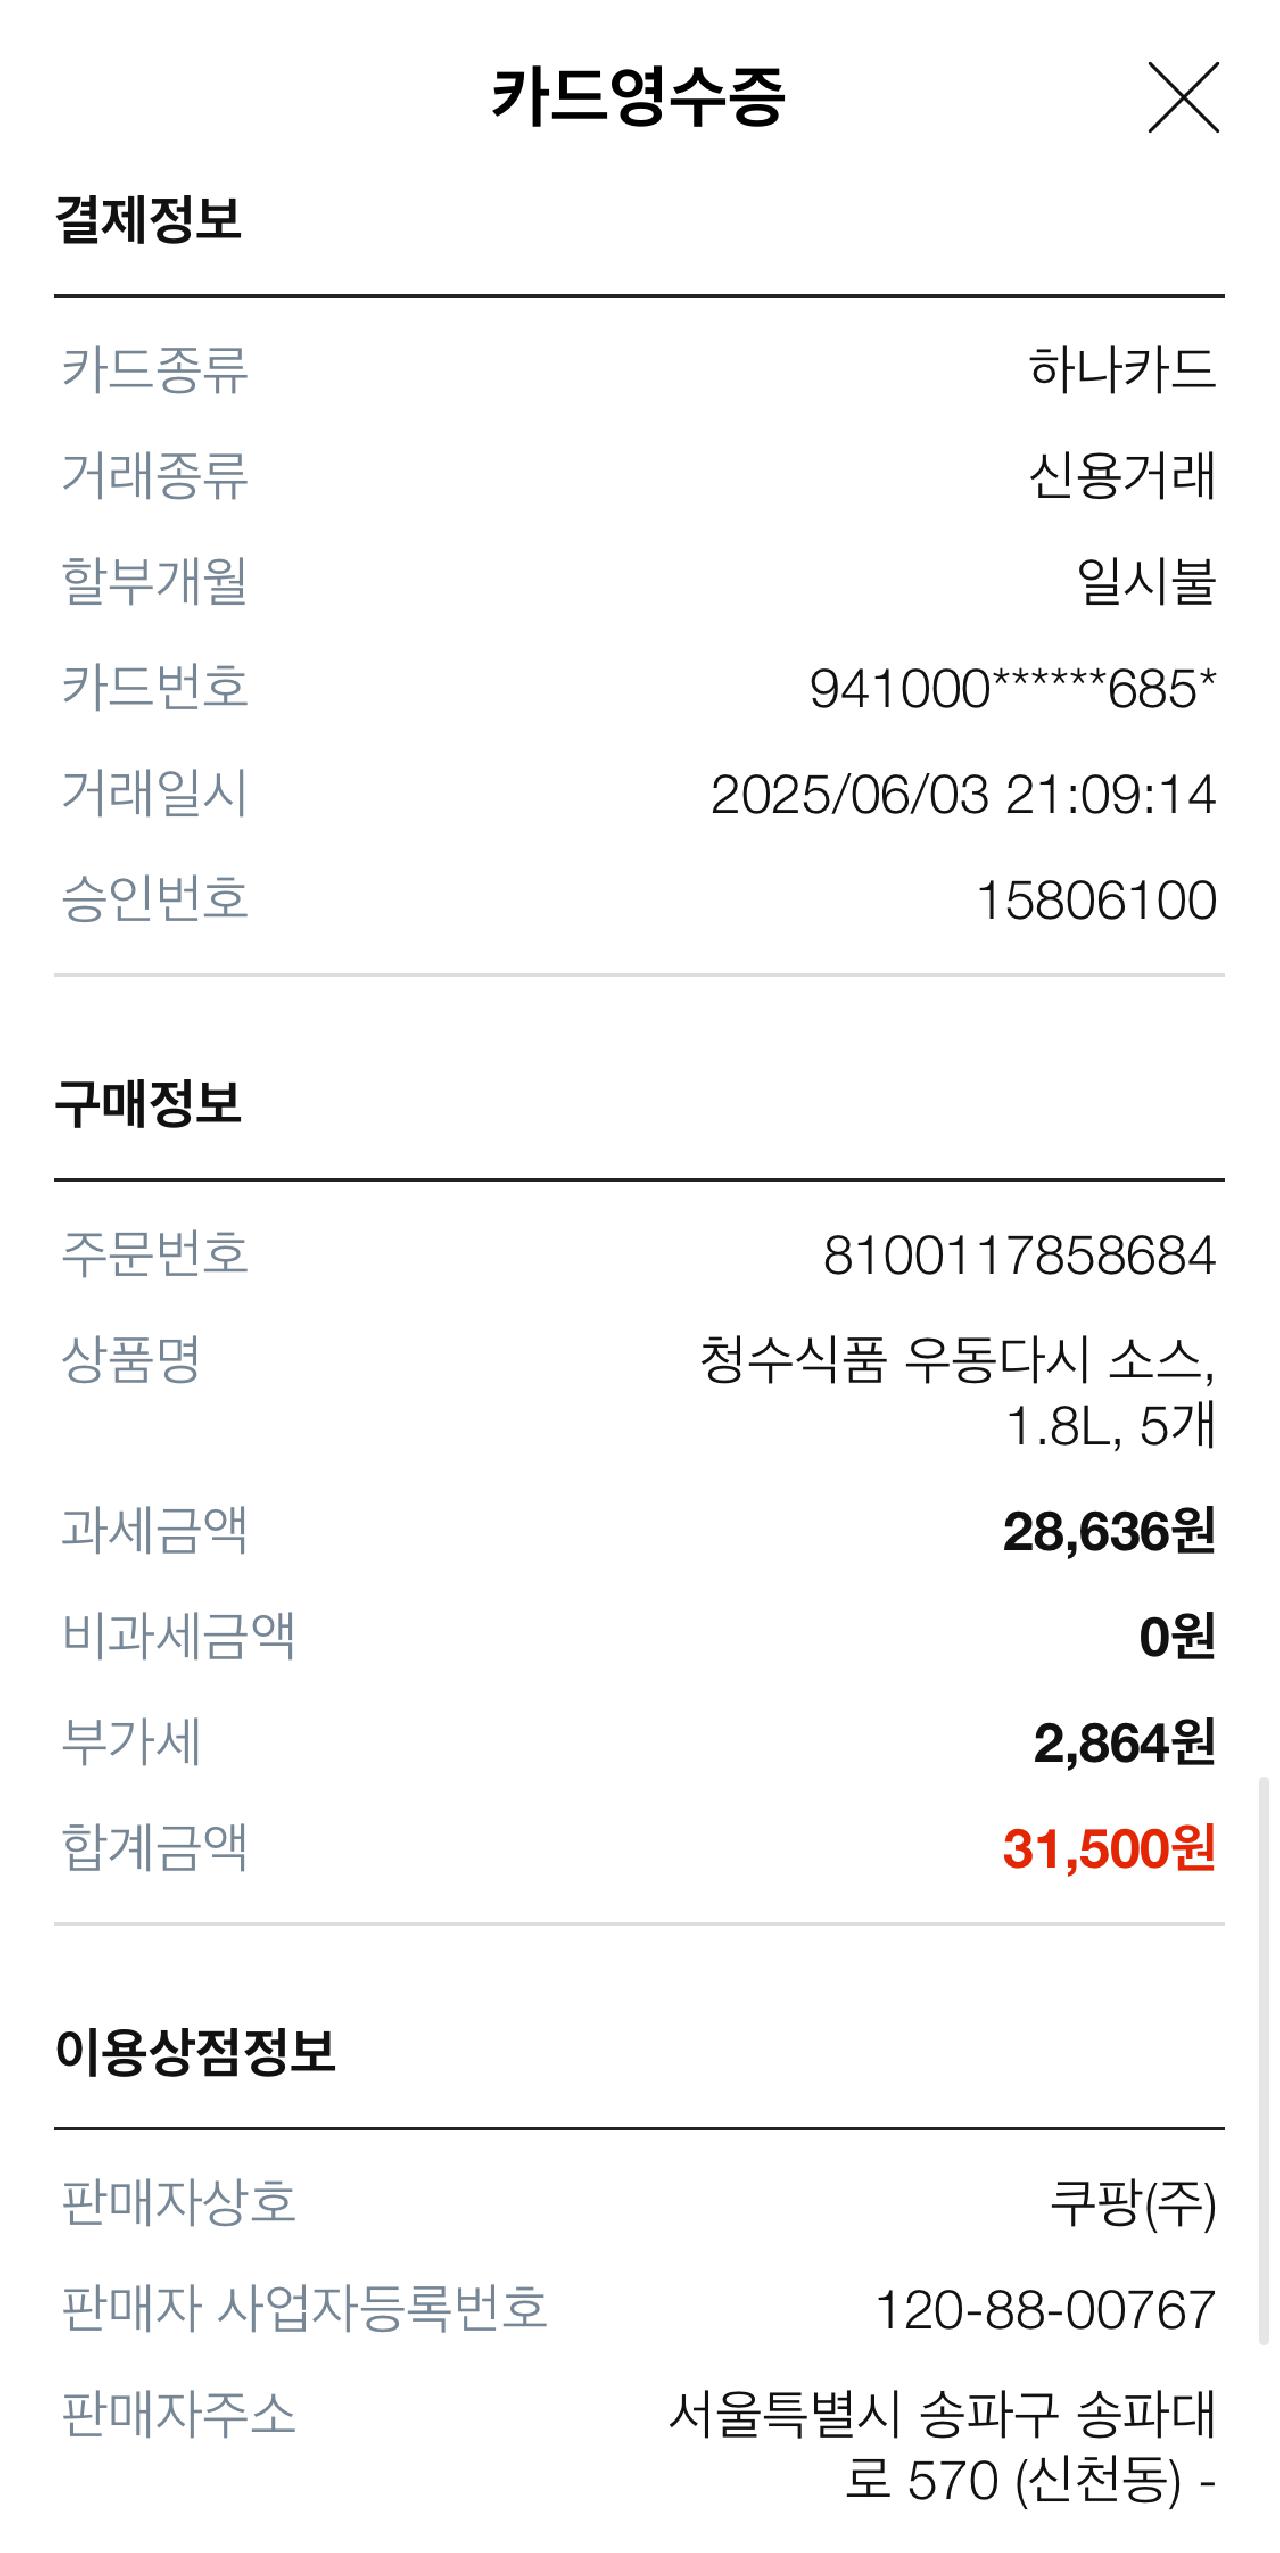 카드영수증
결제정보
카드종류 하나카드
거래종류 신용거래
할부개월 일시불
카드번호 941000******685*
거래일시 2025/06/03 21:09:14
승인번호 15806100
구매정보
주문번호 8100117858684
상품명 청수식품 우동다시 소스,
1.8L, 5개
과세금액 28,636원
비과세금액 0원
부가세 2,864원
합계금액 31,500원
이용상점정보
판매자상호 쿠팡(주)
판매자 사업자등록번호 120-88-00767
판매자주소 서울특별시 송파구 송파대
로 570 (신천동) -